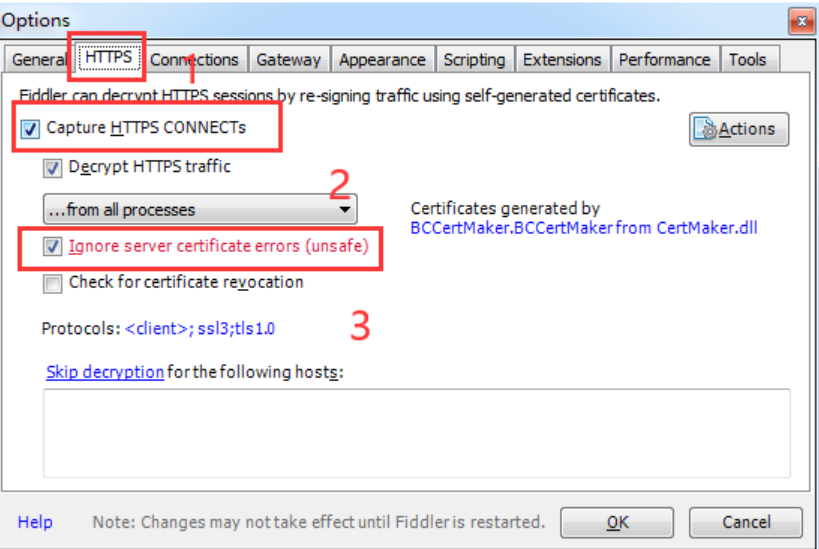 Options
General HTTPS Connections Gateway Appearance Scripting Extensions Performance Tools
1
Fiddler can decrypt HTTPS sessions by re-signing traffic using self-generated certificates.
Capture HTTPS CONNECTs
Actions
Decrypt HTTPS traffic
2
...from all processes
Certificates generated by
BCCertMaker.BCCertMaker from CertMaker.dll
Ignore server certificate errors (unsafe)
Check for certificate revocation
3
Protocols: <client>; ssl3;tls1.0
Skip decryption for the following hosts:
Help Note: Changes may not take effect until Fiddler is restarted. OK Cancel